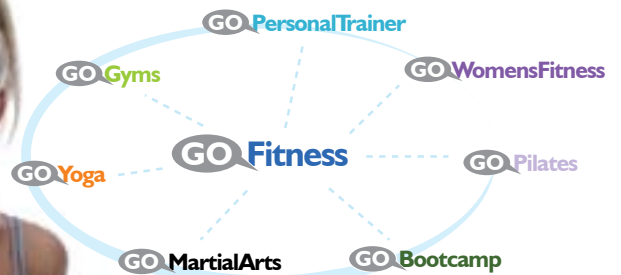 GO PersonalTrainer
GO Gyms
GO WomensFitness
GO Fitness
GO Pilates
GO Yoga
GO MartialArts
GO Bootcamp